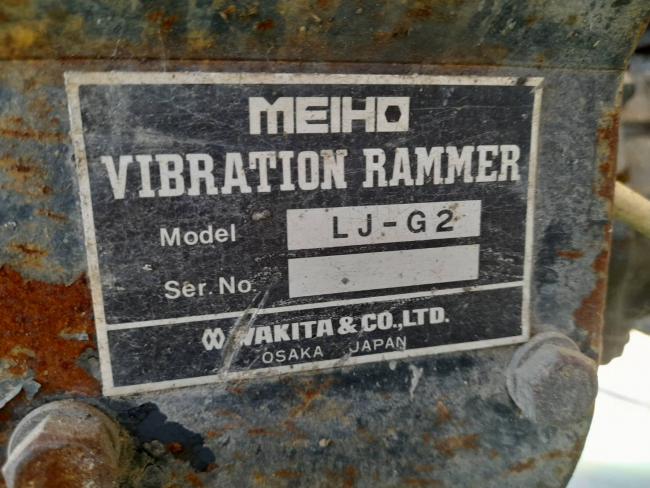 MEIHO
VIBRATION RAMMER
Model LJ-G2
Ser. No.
WAKITA & CO., LTD.
OSAKA JAPAN